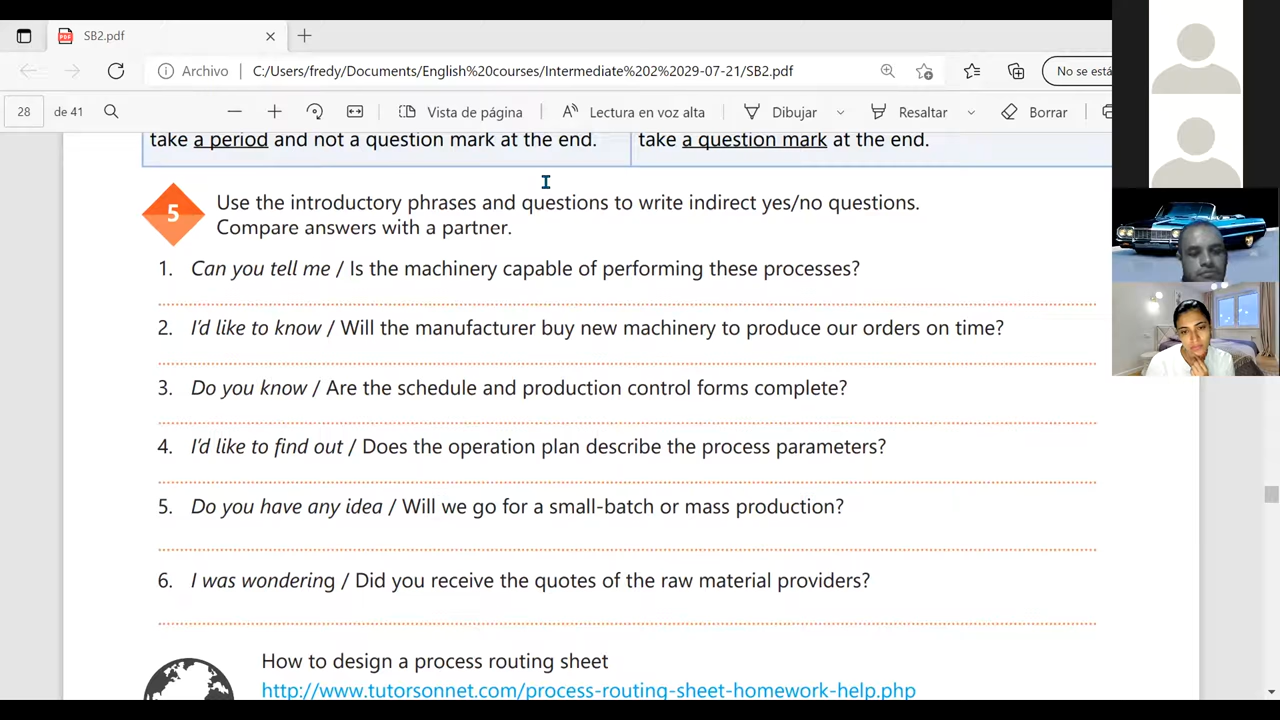 SB2.pdf
Archivo
C:/Users/fredy/Documents/English%20courses/Intermediate%202%2029-07-21/SB2.pdf
No se está
28 de 41
Vista de página
Lectura en voz alta
Dibujar
Resaltar
Borrar
take a period and not a question mark at the end.
take a question mark at the end.
5
Use the introductory phrases and questions to write indirect yes/no questions.
Compare answers with a partner.
1. Can you tell me / Is the machinery capable of performing these processes?
2. I'd like to know / Will the manufacturer buy new machinery to produce our orders on time?
3. Do you know / Are the schedule and production control forms complete?
4. I'd like to find out / Does the operation plan describe the process parameters?
5. Do you have any idea / Will we go for a small-batch or mass production?
6. I was wondering / Did you receive the quotes of the raw material providers?
How to design a process routing sheet
http://www.tutorsonnet.com/process-routing-sheet-homework-help.php